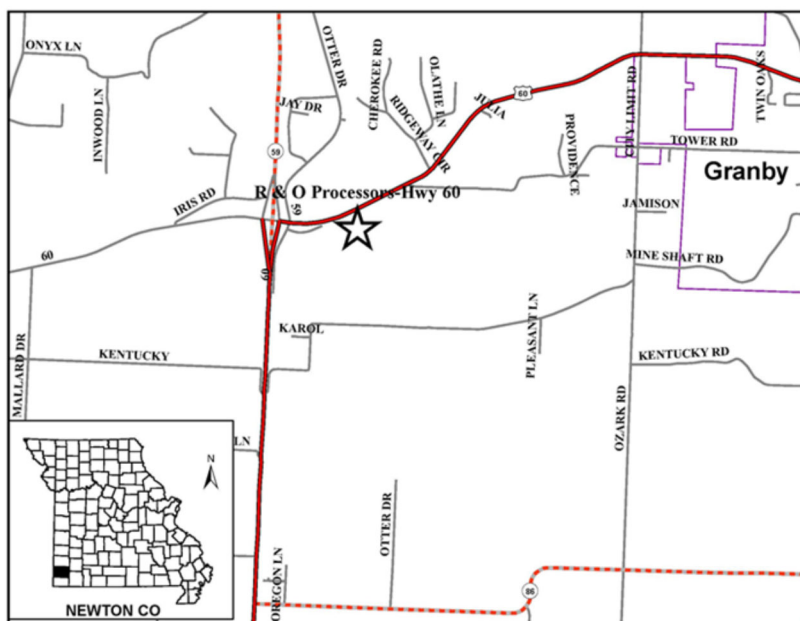 ONYX LN
OTTER DR
CHEROKEE RD
OLATHE LN
60
CITY LIMIT RD
TWIN OAKS
INWOOD LN
JAY DR
RIDGEWAY CIR
JULIA
PROVIDENCE
59
TOWER RD
Granby
R & O Processors-Hwy 60
IRIS RD
59
JAMISON
60
MINE SHAFT RD
60
KAROL
PLEASANT LN
KENTUCKY
KENTUCKY RD
MALLARD DR
OZARK RD
LN
N
OTTER DR
OREGON LN
86
NEWTON CO